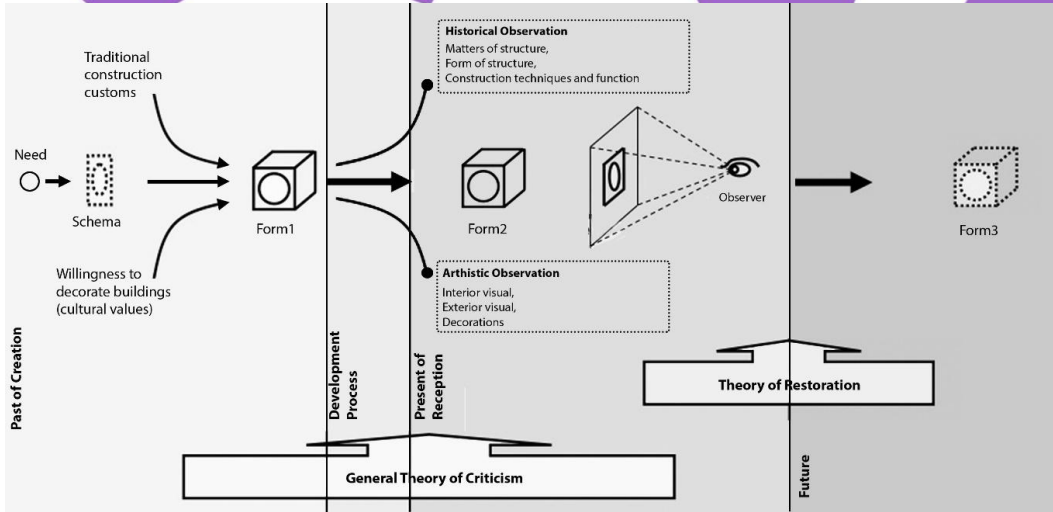 Traditional
construction
customs
Need
Schema
Willingness to
decorate buildings
(cultural values)
Form1
Historical Observation
Matters of structure,
Form of structure,
Construction techniques and function
Form2
Observer
Arthistic Observation
Interior visual,
Exterior visual,
Decorations
Form3
Past of Creation
Development
Process
Present of
Reception
Theory of Restoration
General Theory of Criticism
Future